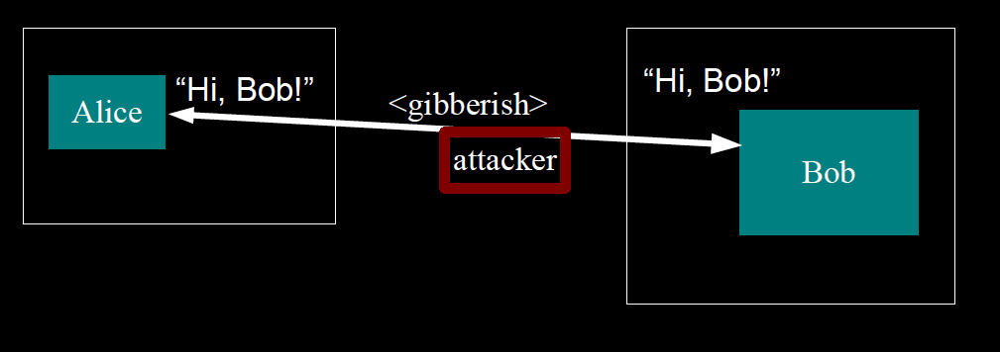 Alice
“Hi, Bob!”
<gibberish>
attacker
“Hi, Bob!”
Bob